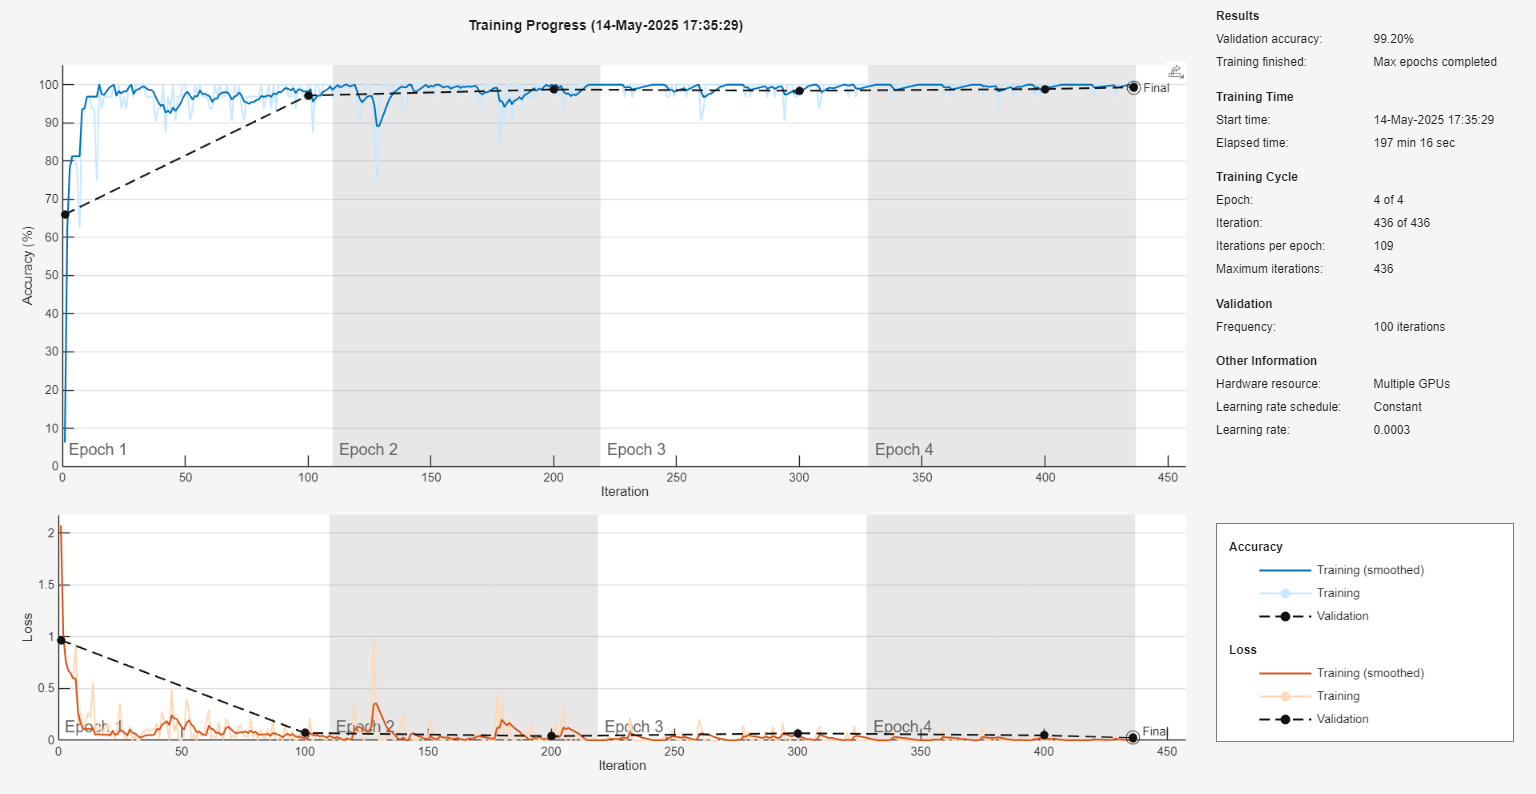 Training Progress (14-May-2025 17:35:29)
Accuracy (%)
100
90
80
70
60
50
40
30
20
10
0
Final
Epoch 1
Epoch 2
Epoch 3
Epoch 4
0 50 100 150 200 250 300 350 400 450
Iteration
Loss
2
1.5
1
0.5
0
Final
Epoch 1
Epoch 2
Epoch 3
Epoch 4
0 50 100 150 200 250 300 350 400 450
Iteration
Results
Validation accuracy: 99.20%
Training finished: Max epochs completed
Training Time
Start time: 14-May-2025 17:35:29
Elapsed time: 197 min 16 sec
Training Cycle
Epoch: 4 of 4
Iteration: 436 of 436
Iterations per epoch: 109
Maximum iterations: 436
Validation
Frequency: 100 iterations
Other Information
Hardware resource: Multiple GPUs
Learning rate schedule: Constant
Learning rate: 0.0003
Accuracy
Training (smoothed)
Training
Validation
Loss
Training (smoothed)
Training
Validation